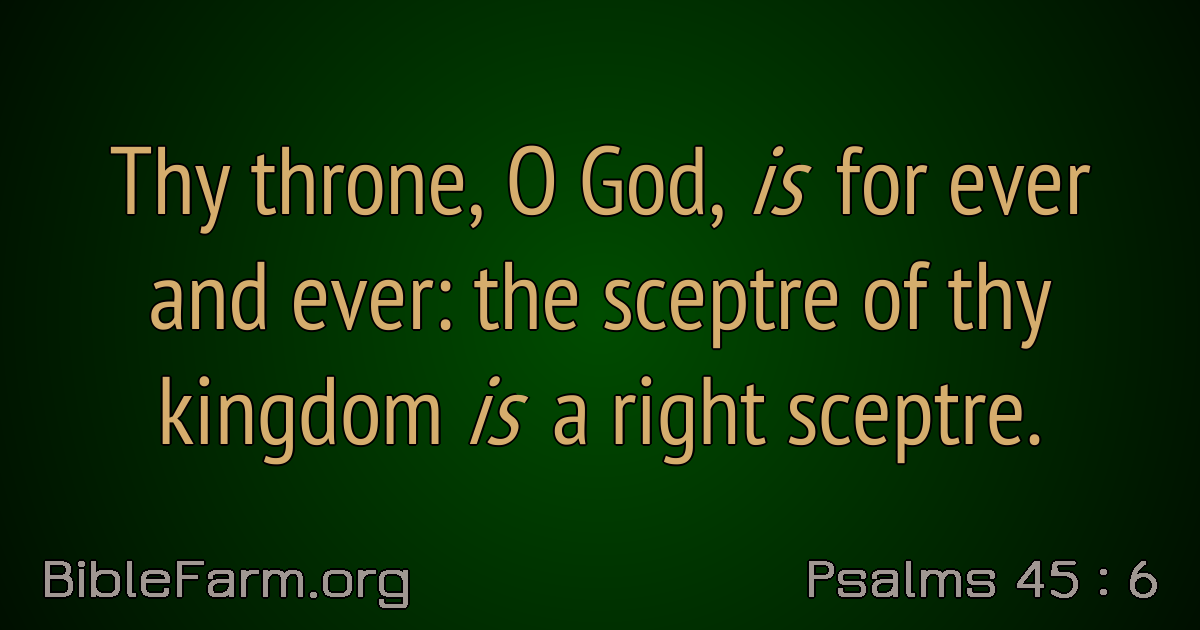 Thy throne, O God, is for ever
and ever: the sceptre of thy
kingdom is a right sceptre.
BibleFarm.org
Psalms 45 : 6